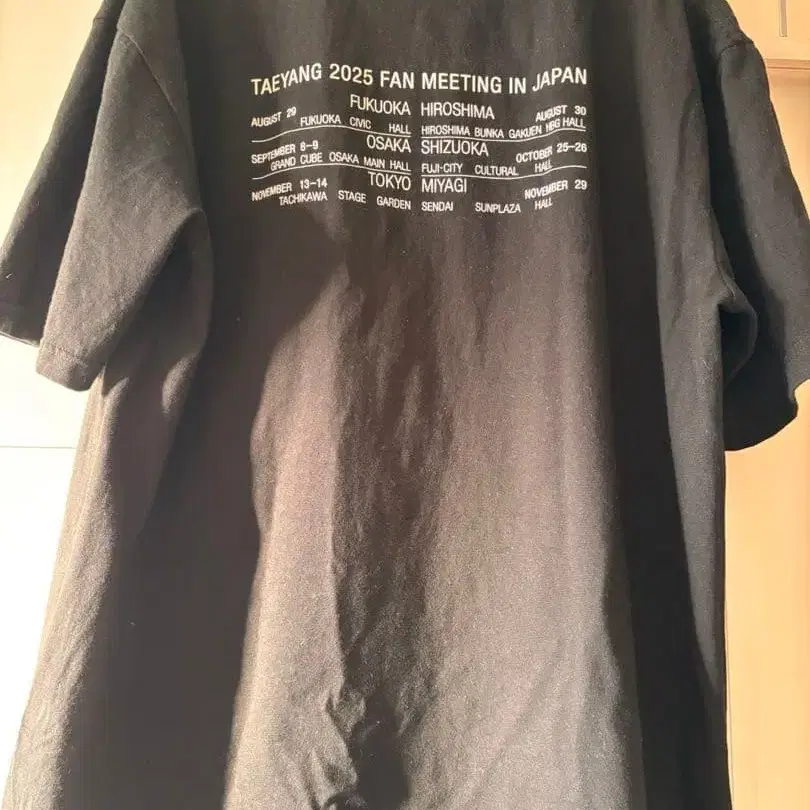 TAEYANG 2025 FAN MEETING IN JAPAN
FUKUOKA HIROSHIMA
AUGUST 29 AUGUST 30
FUKUOKA CIVIC HALL HIROSHIMA BUNKA GAKUEN HBG HALL
OSAKA SHIZUOKA
SEPTEMBER 8-9 OCTOBER 25-26
GRAND CUBE OSAKA MAIN HALL FUJI-CITY CULTURAL HALL
TOKYO MIYAGI
NOVEMBER 13-14 NOVEMBER 29
TACHIKAWA STAGE GARDEN SENDAI SUNPLAZA HALL